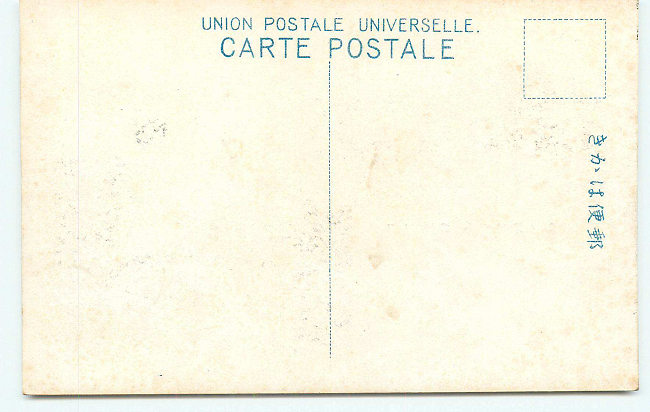 UNION POSTALE UNIVERSELLE.
CARTE POSTALE
郵便はかき